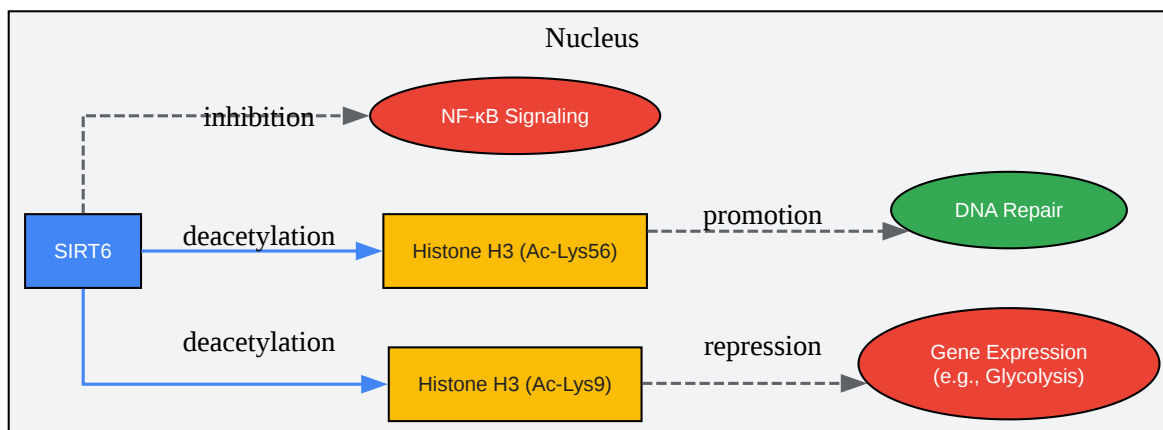 Nucleus
inhibition
NF-κB Signaling
SIRT6
deacetylation
Histone H3 (Ac-Lys56)
promotion
DNA Repair
deacetylation
Histone H3 (Ac-Lys9)
repression
Gene Expression
(e.g., Glycolysis)